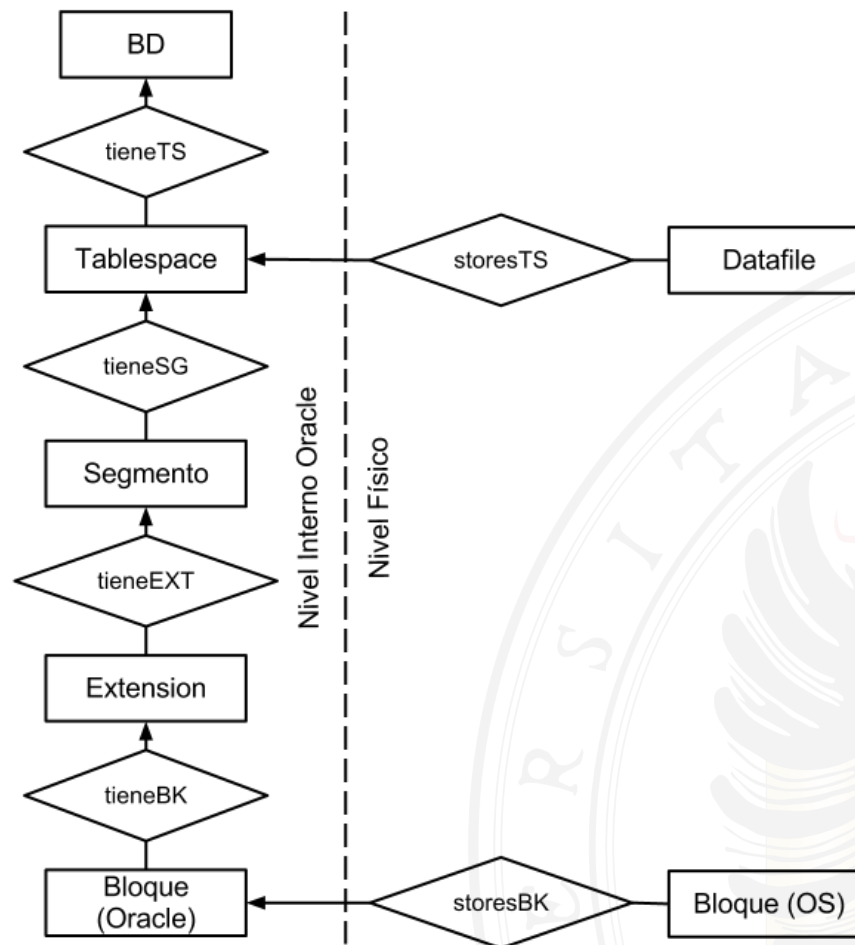 BD
tieneTS
Tablespace
storesTS
Datafile
tieneSG
Segmento
Nivel Interno Oracle
Nivel Físico
tieneEXT
Extension
tieneBK
Bloque
(Oracle)
storesBK
Bloque (OS)
R S I T A